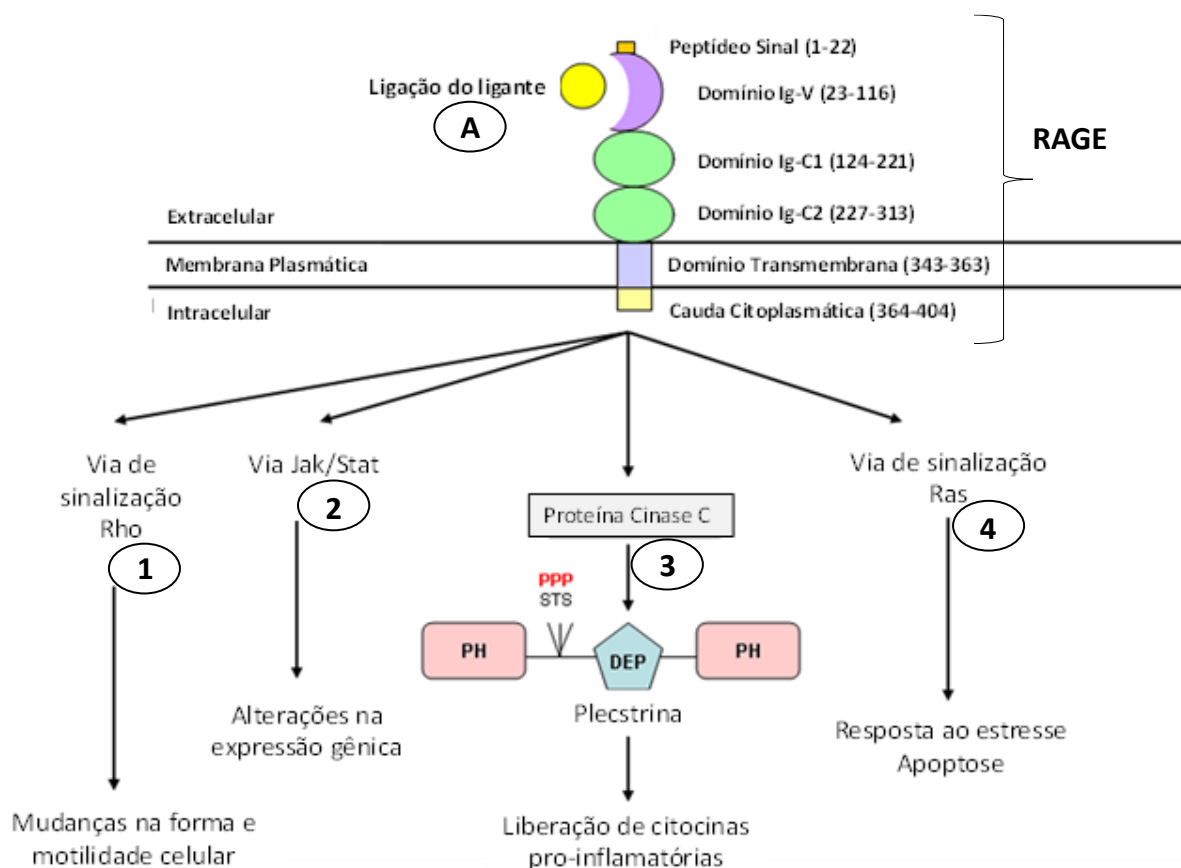 Peptídeo Sinal (1-22)
Ligação do ligante
A
Domínio Ig-V (23-116)
RAGE
Domínio Ig-C1 (124-221)
Domínio Ig-C2 (227-313)
Extracelular
Membrana Plasmática
Domínio Transmembrana (343-363)
Intracelular
Cauda Citoplasmática (364-404)
Via de
sinalização
Rho
1
Via Jak/Stat
2
Proteína Cinase C
3
Via de sinalização
Ras
4
PPP
STS
PH
DEP
PH
Plecstrina
Alterações na
expressão gênica
Resposta ao estresse
Apoptose
Mudanças na forma e
motilidade celular
Liberação de citocinas
pro-inflamatórias